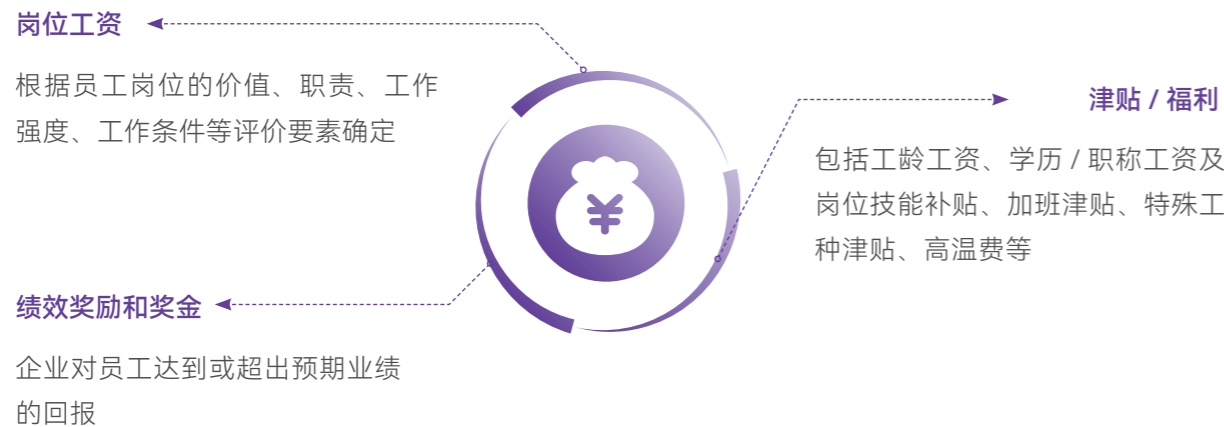 岗位工资
根据员工岗位的价值、职责、工作
强度、工作条件等评价要素确定
津贴 / 福利
包括工龄工资、学历 / 职称工资及
岗位技能补贴、加班津贴、特殊工
种津贴、高温费等
绩效奖励和奖金
企业对员工达到或超出预期业绩
的回报
¥